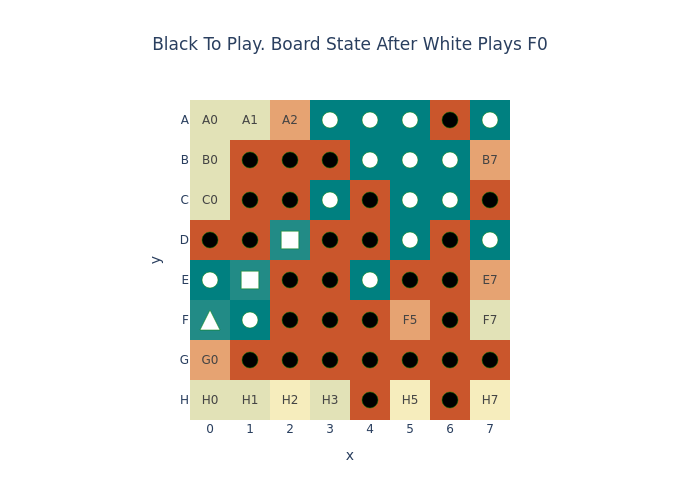 Black To Play. Board State After White Plays F0
A A0 A1 A2
B B0 B7
C C0
D
y
E E7
F F5 F7
G G0
H H0 H1 H2 H3 H5 H7
0 1 2 3 4 5 6 7
x